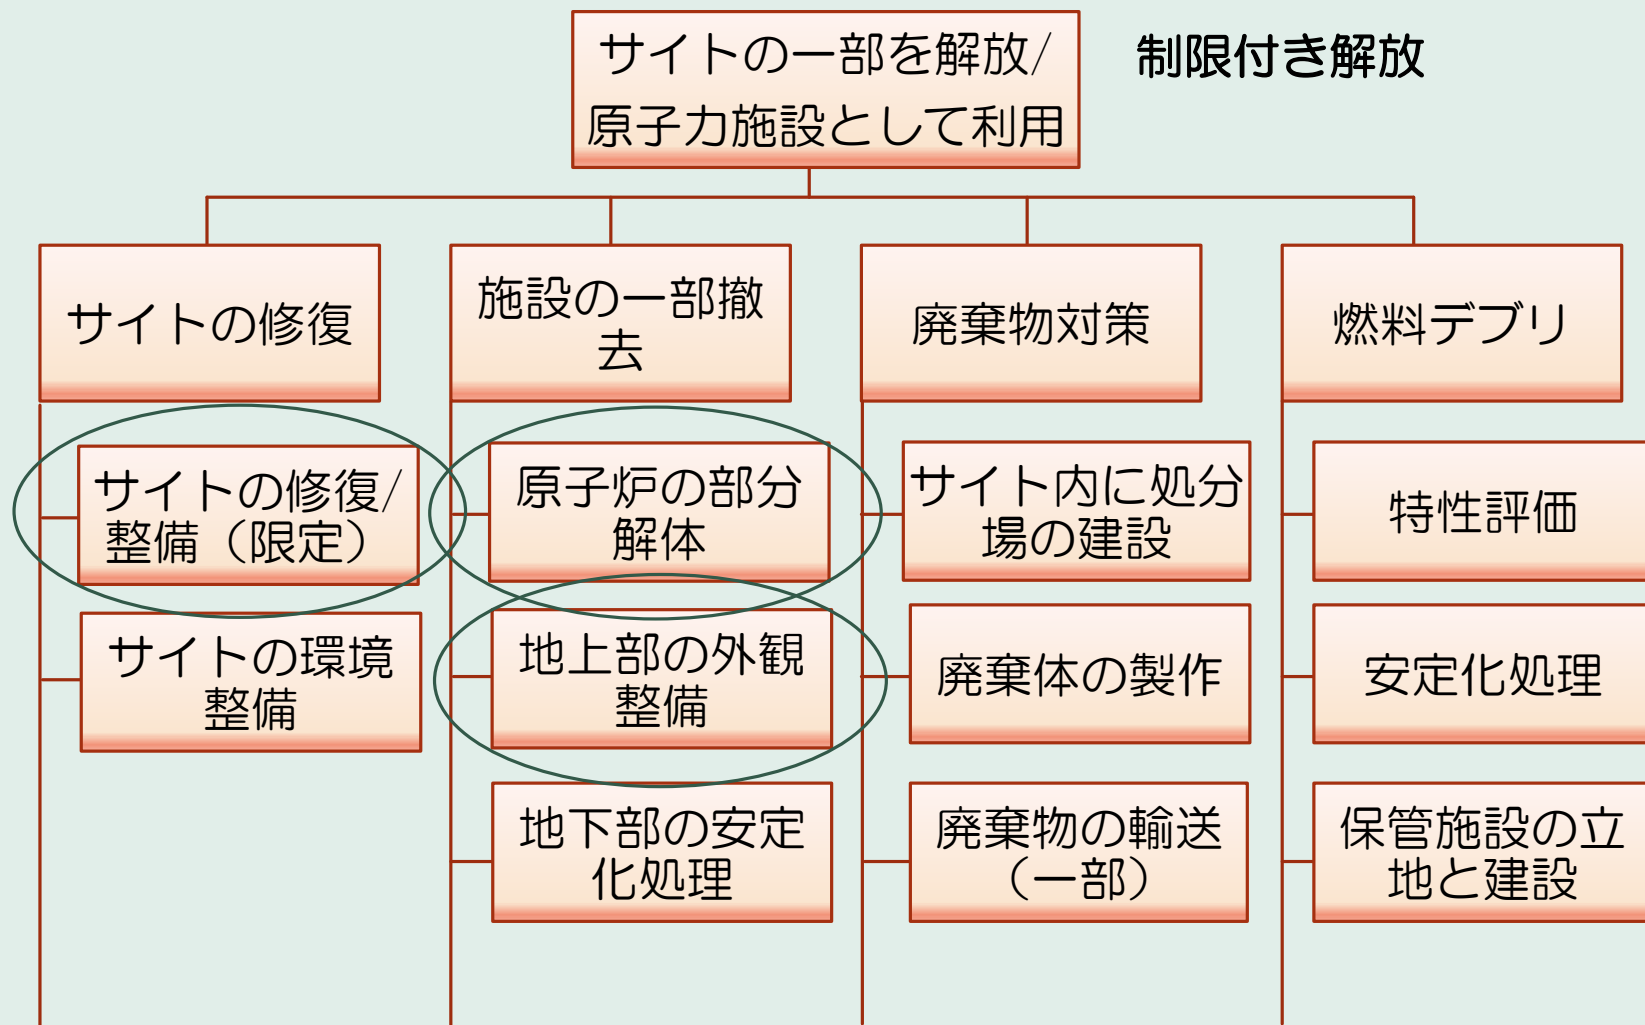 サイトの一部を解放/
原子力施設として利用
制限付き解放
サイトの修復
施設の一部撤
去
廃棄物対策
燃料デブリ
サイトの修復/
整備（限定）
サイトの環境
整備
原子炉の部分
解体
地上部の外観
整備
地下部の安定
化処理
サイト内に処分
場の建設
廃棄体の製作
廃棄物の輸送
（一部）
特性評価
安定化処理
保管施設の立
地と建設